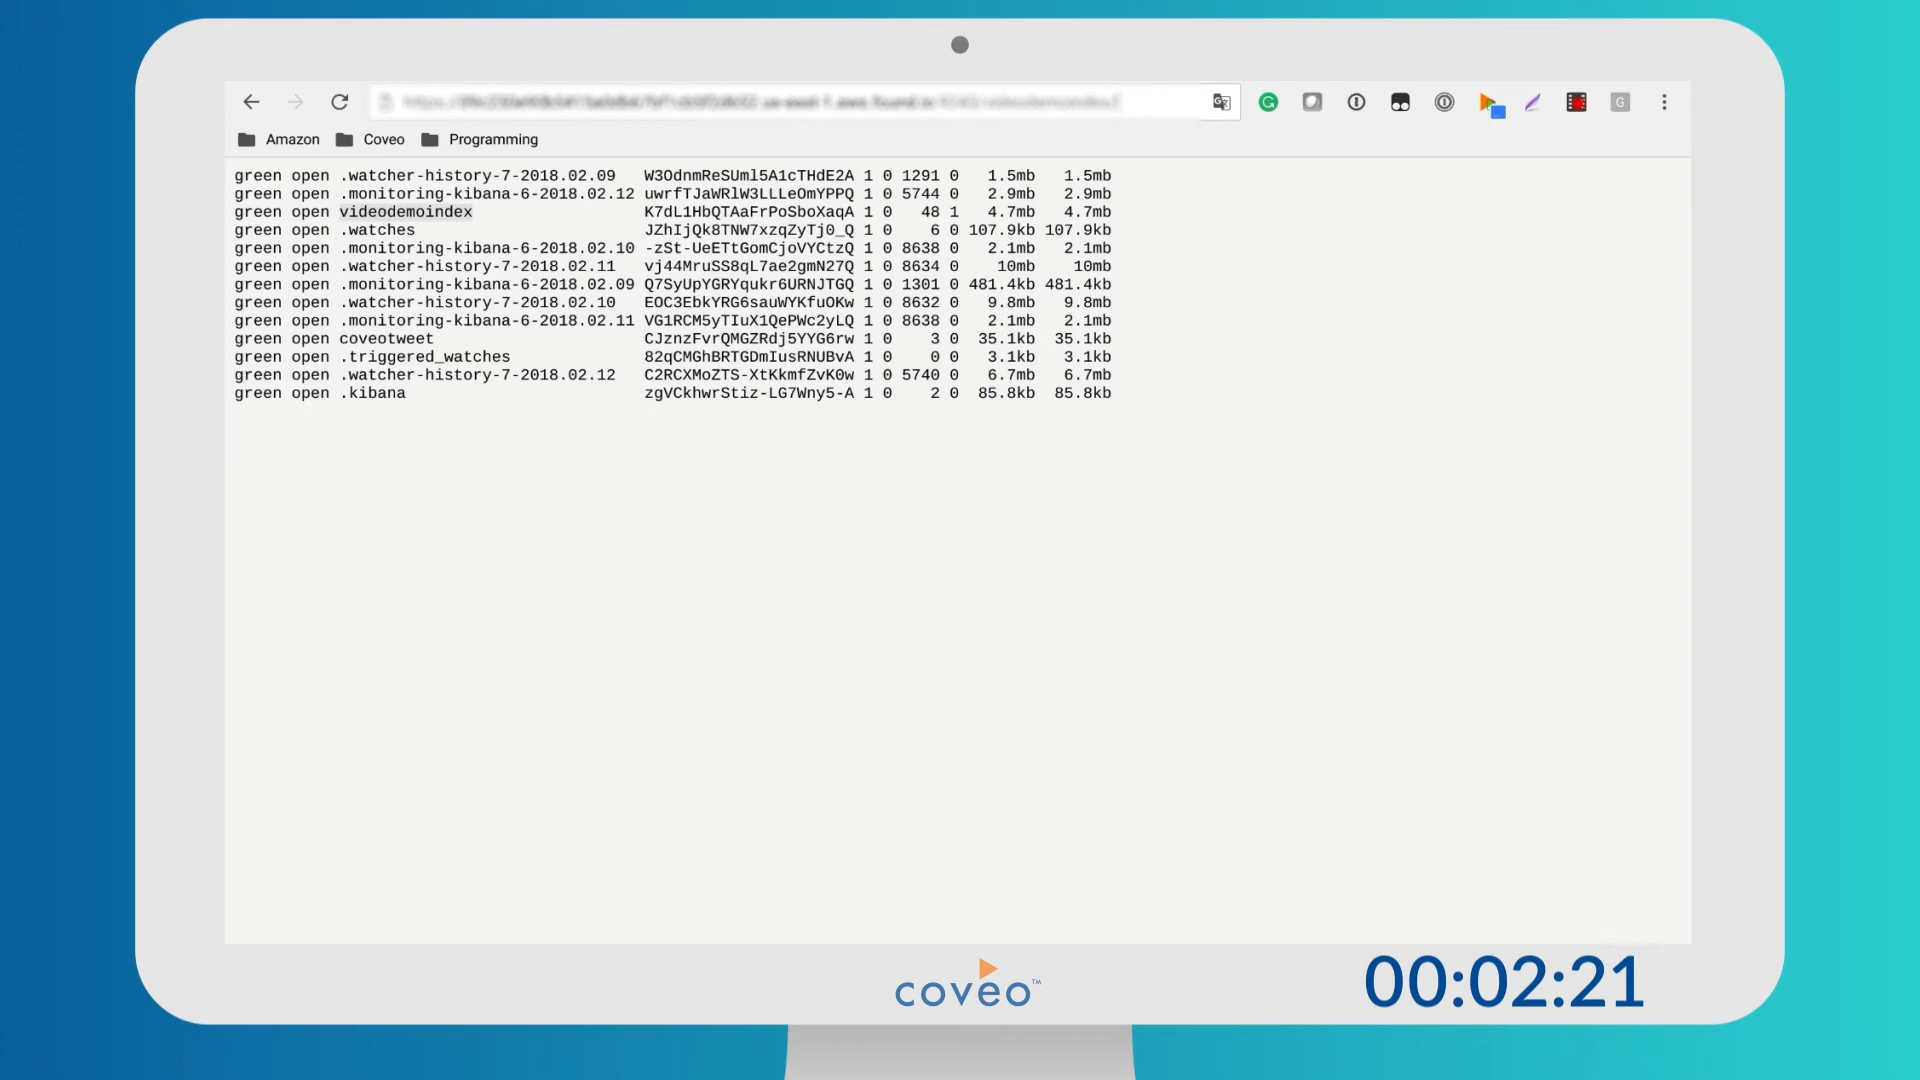 Amazon Coveo Programming
green open .watcher-history-7-2018.02.09 W3OdnmReSUml5A1cTHdE2A 1 0 1291 0 1.5mb 1.5mb
green open .monitoring-kibana-6-2018.02.12 uwrfTJaWRlW3LLLeOmYPPQ 1 0 5744 0 2.9mb 2.9mb
green open videodemoindex K7dL1HbQTAaFrPoSboXaqA 1 0 48 1 4.7mb 4.7mb
green open .watches JZhIjQk8TNW7xzqZyTj0_Q 1 0 6 0 107.9kb 107.9kb
green open .monitoring-kibana-6-2018.02.10 -zSt-UeETtGomCjoVYCtzQ 1 0 8638 0 2.1mb 2.1mb
green open .watcher-history-7-2018.02.11 vj44MruSS8qL7ae2gmN27Q 1 0 8634 0 10mb 10mb
green open .monitoring-kibana-6-2018.02.09 Q7SyUpYGRYqukr6URNJTGQ 1 0 1301 0 481.4kb 481.4kb
green open .watcher-history-7-2018.02.10 EOC3EbkYRG6sauWYKfuOKw 1 0 8632 0 9.8mb 9.8mb
green open .monitoring-kibana-6-2018.02.11 VG1RCM5yTIuX1QePWc2yLQ 1 0 8638 0 2.1mb 2.1mb
green open coveotweet CJznzFvrQMGZRdj5YYG6rw 1 0 3 0 35.1kb 35.1kb
green open .triggered_watches 82qCMGhBRTGDmIusRNUBvA 1 0 0 0 3.1kb 3.1kb
green open .watcher-history-7-2018.02.12 C2RCXMoZTS-XtKkmfZvK0w 1 0 5740 0 6.7mb 6.7mb
green open .kibana zgVCkhwrStiz-LG7Wny5-A 1 0 2 0 85.8kb 85.8kb
coveo™
00:02:21